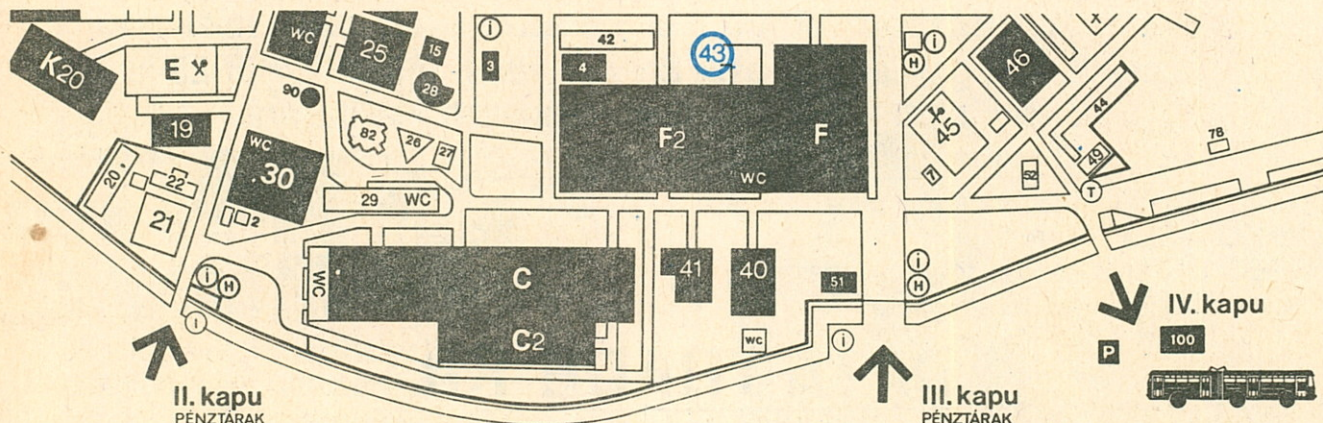 K20
E
19
20
22
21
WC
25
15
28
3
90
WC
30
2
82
26
27
29 WC
42
43
4
F2
F
WC
i
i
H
46
X
45
7
44
49
52
78
T
WC
C
C2
41
40
51
WC
i
H
i
i
H
i
II. kapu
PÉNZTÁRAK
III. kapu
PÉNZTÁRAK
IV. kapu
P
100